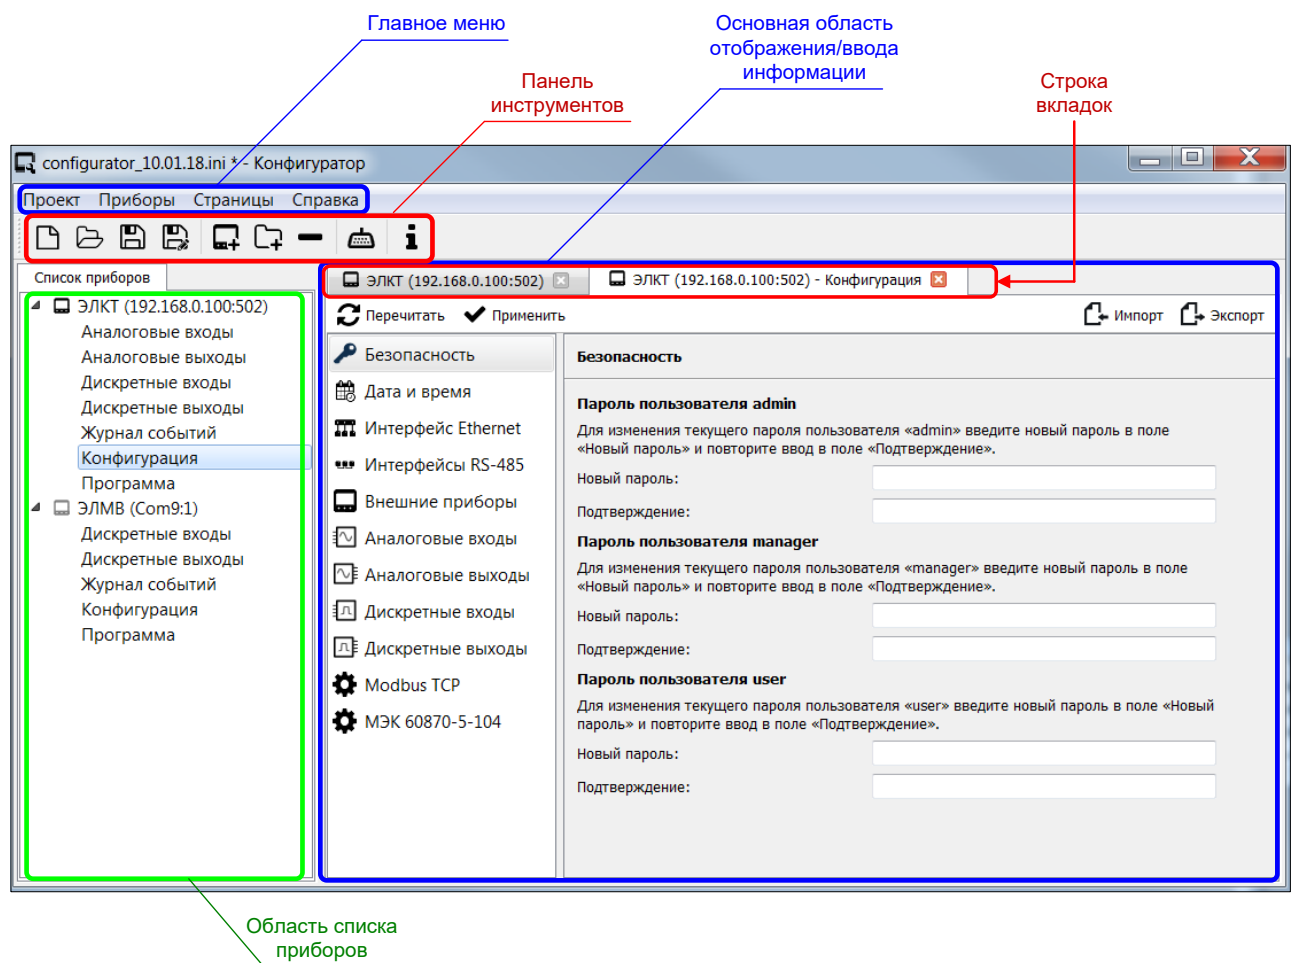 Главное меню
Основная область
отображения/ввода
информации
Панель
инструментов
Строка
вкладок
configurator_10.01.18.ini * - Конфигуратор
Проект Приборы Страницы Справка
Список приборов
ЭЛКТ (192.168.0.100:502)
Аналоговые входы
Аналоговые выходы
Дискретные входы
Дискретные выходы
Журнал событий
Конфигурация
Программа
ЭЛМВ (Com9:1)
Дискретные входы
Дискретные выходы
Журнал событий
Конфигурация
Программа
ЭЛКТ (192.168.0.100:502) ЭЛКТ (192.168.0.100:502) - Конфигурация
Перечитать Применить Импорт Экспорт
Безопасность
Дата и время
Интерфейс Ethernet
Интерфейсы RS-485
Внешние приборы
Аналоговые входы
Аналоговые выходы
Дискретные входы
Дискретные выходы
Modbus TCP
МЭК 60870-5-104
Безопасность
Пароль пользователя admin
Для изменения текущего пароля пользователя «admin» введите новый пароль в поле
«Новый пароль» и повторите ввод в поле «Подтверждение».
Новый пароль:
Подтверждение:
Пароль пользователя manager
Для изменения текущего пароля пользователя «manager» введите новый пароль в поле
«Новый пароль» и повторите ввод в поле «Подтверждение».
Новый пароль:
Подтверждение:
Пароль пользователя user
Для изменения текущего пароля пользователя «user» введите новый пароль в поле «Новый
пароль» и повторите ввод в поле «Подтверждение».
Новый пароль:
Подтверждение:
Область списка
приборов